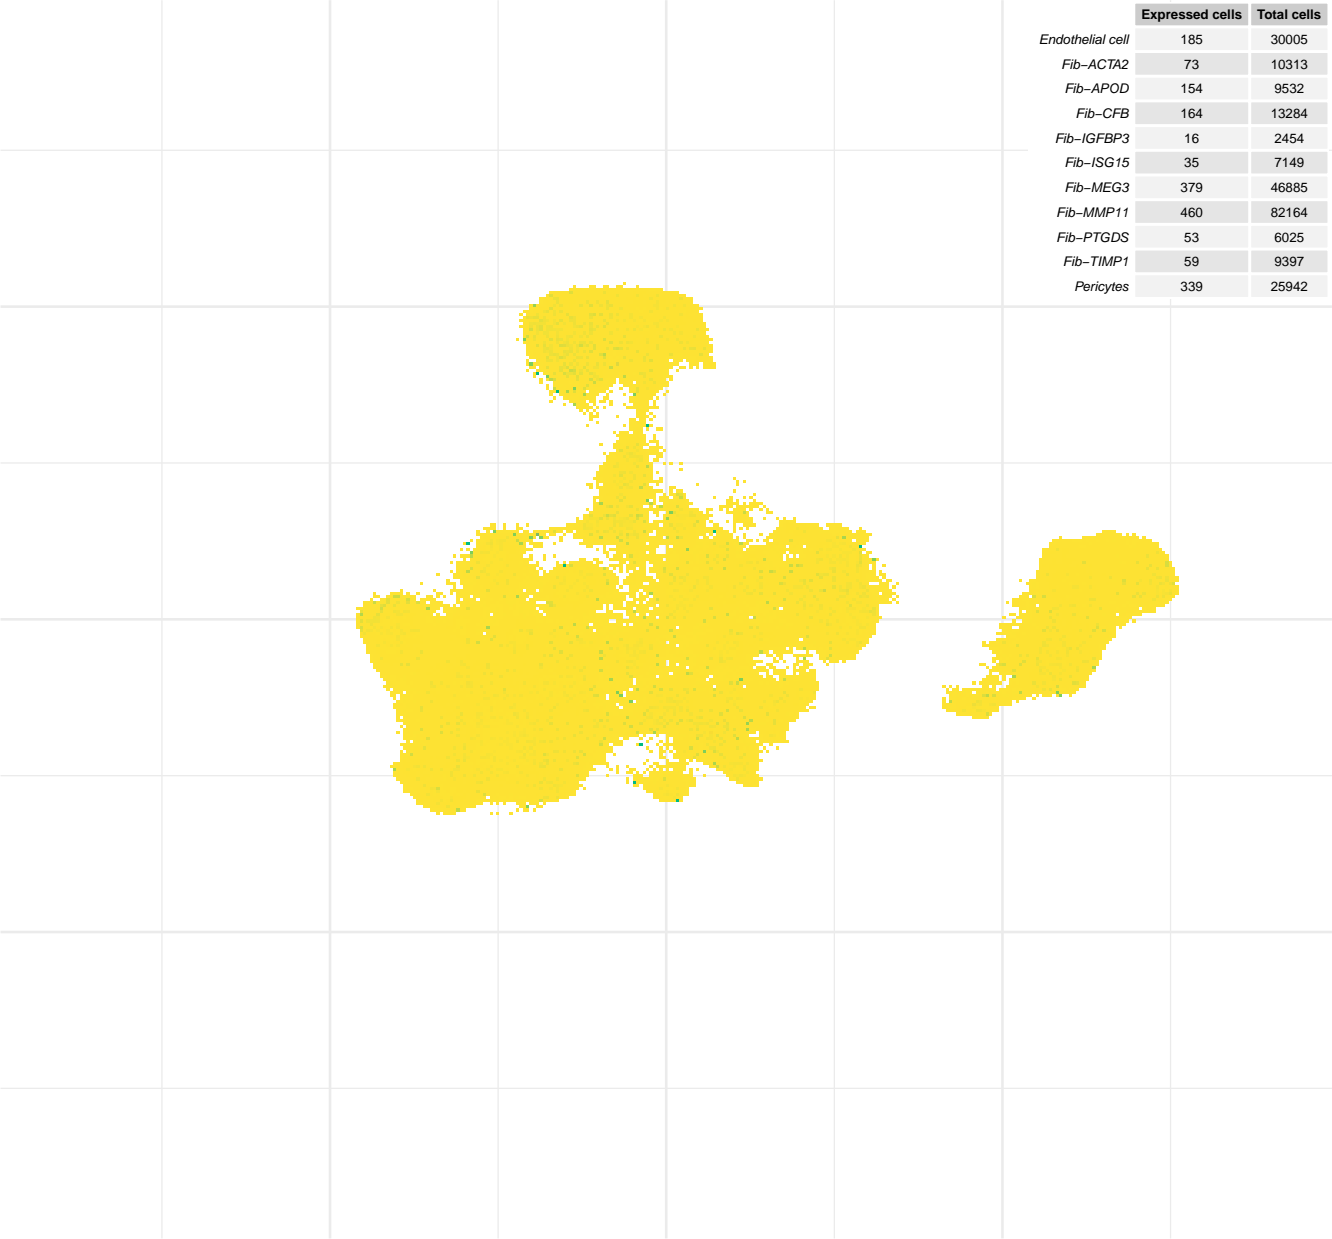 Expressed cells Total cells
Endothelial cell 185 30005
Fib−ACTA2 73 10313
Fib−APOD 154 9532
Fib−CFB 164 13284
Fib−IGFBP3 16 2454
Fib−ISG15 35 7149
Fib−MEG3 379 46885
Fib−MMP11 460 82164
Fib−PTGDS 53 6025
Fib−TIMP1 59 9397
Pericytes 339 25942